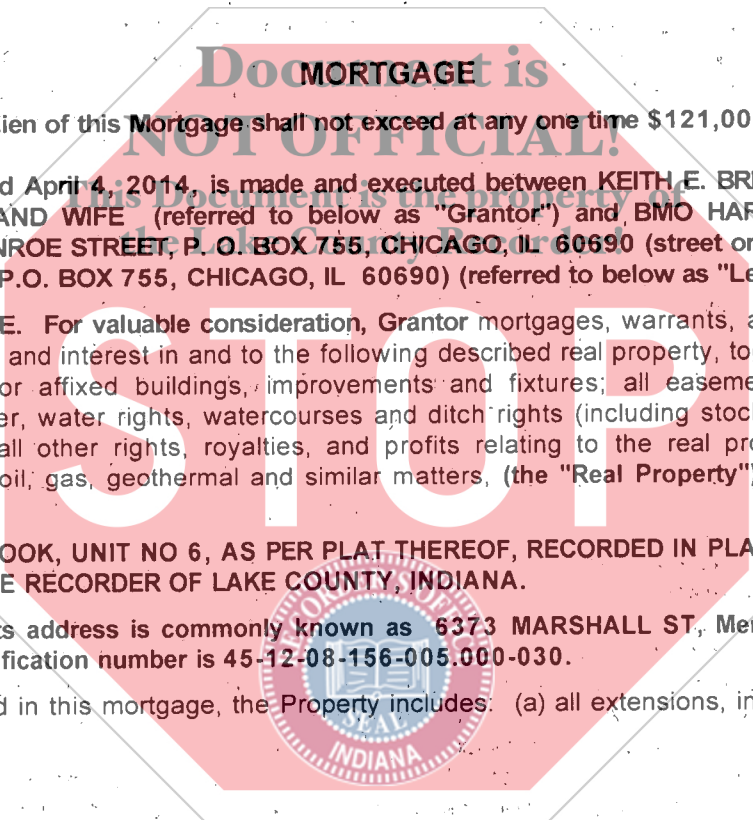 Document is
MORTGAGE
NOT OFFICIAL!
ien of this Mortgage shall not exceed at any one time $121,00
This Document is the property of
d April 4, 2014, is made and executed between KEITH E. BR
AND WIFE (referred to below as "Grantor") and BMO HAR
the Lake County Recorder!
NROE STREET, P. O. BOX 755, CHICAGO, IL 60690 (street or
P.O. BOX 755, CHICAGO, IL 60690) (referred to below as "Le
STOP
E. For valuable consideration, Grantor mortgages, warrants, a
and interest in and to the following described real property, to
or affixed buildings, improvements and fixtures; all easeme
er, water rights, watercourses and ditch rights (including stoc
all other rights, royalties, and profits relating to the real pr
oil, gas, geothermal and similar matters, (the "Real Property")
OOK, UNIT NO 6, AS PER PLAT THEREOF, RECORDED IN PLA
E RECORDER OF LAKE COUNTY, INDIANA.
ts address is commonly known as 6373 MARSHALL ST, Me
fication number is 45-12-08-156-005.000-030.
d in this mortgage, the Property includes: (a) all extensions, i
SEAL
INDIANA